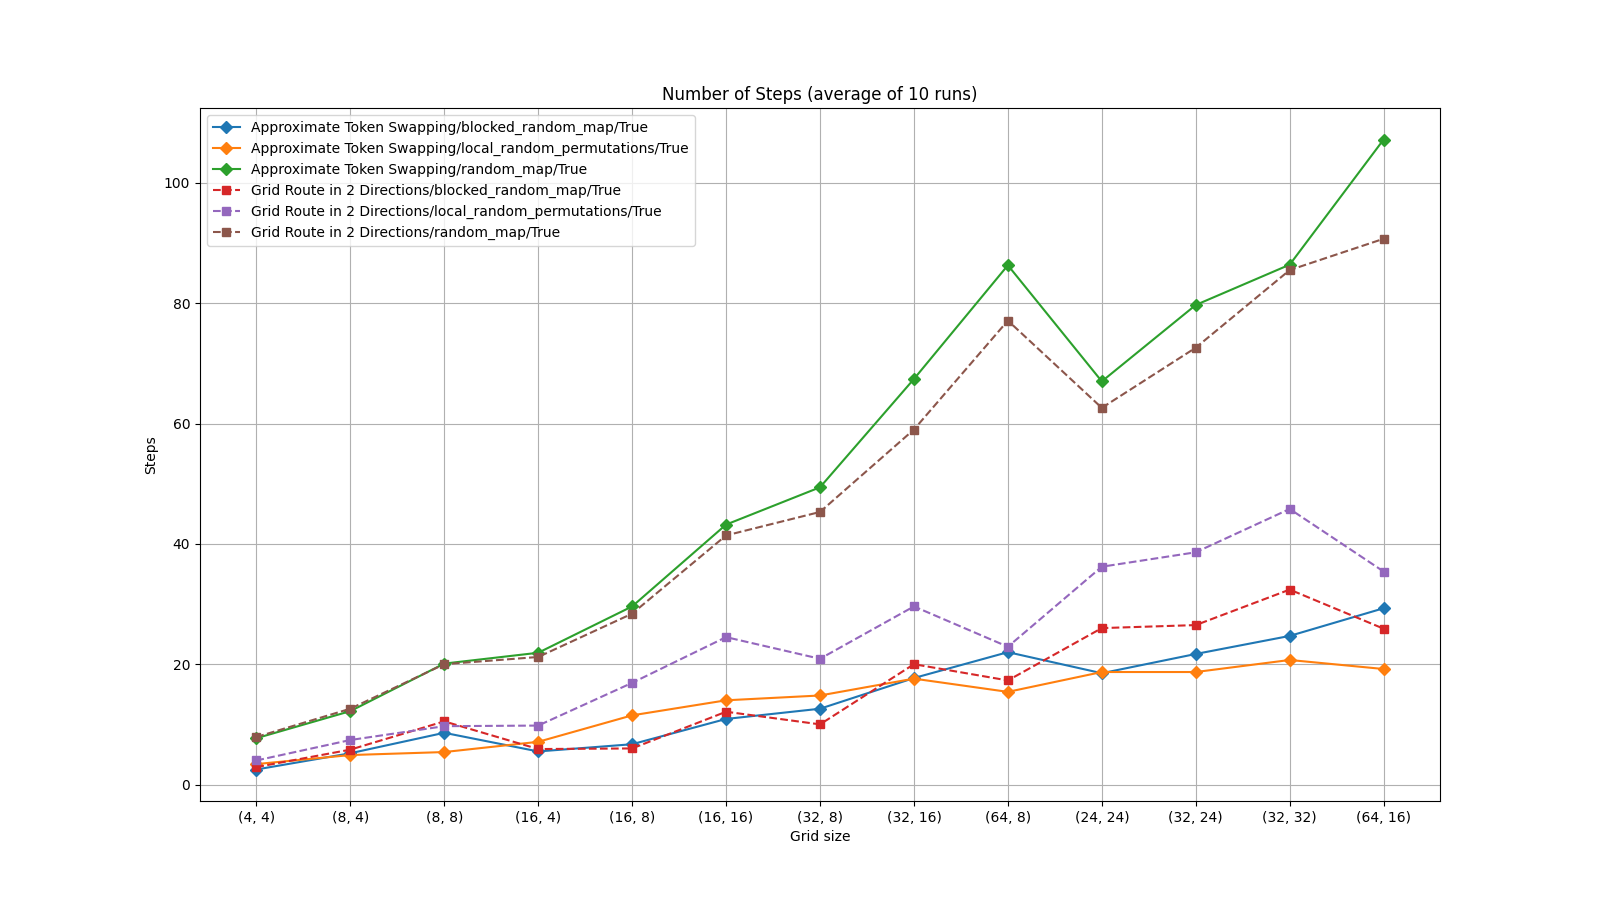 Number of Steps (average of 10 runs)
Approximate Token Swapping/blocked_random_map/True
Approximate Token Swapping/local_random_permutations/True
Approximate Token Swapping/random_map/True
Grid Route in 2 Directions/blocked_random_map/True
Grid Route in 2 Directions/local_random_permutations/True
Grid Route in 2 Directions/random_map/True
100
80
60
40
20
0
Steps
(4, 4) (8, 4) (8, 8) (16, 4) (16, 8) (16, 16) (32, 8) (32, 16) (64, 8) (24, 24) (32, 24) (32, 32) (64, 16)
Grid size